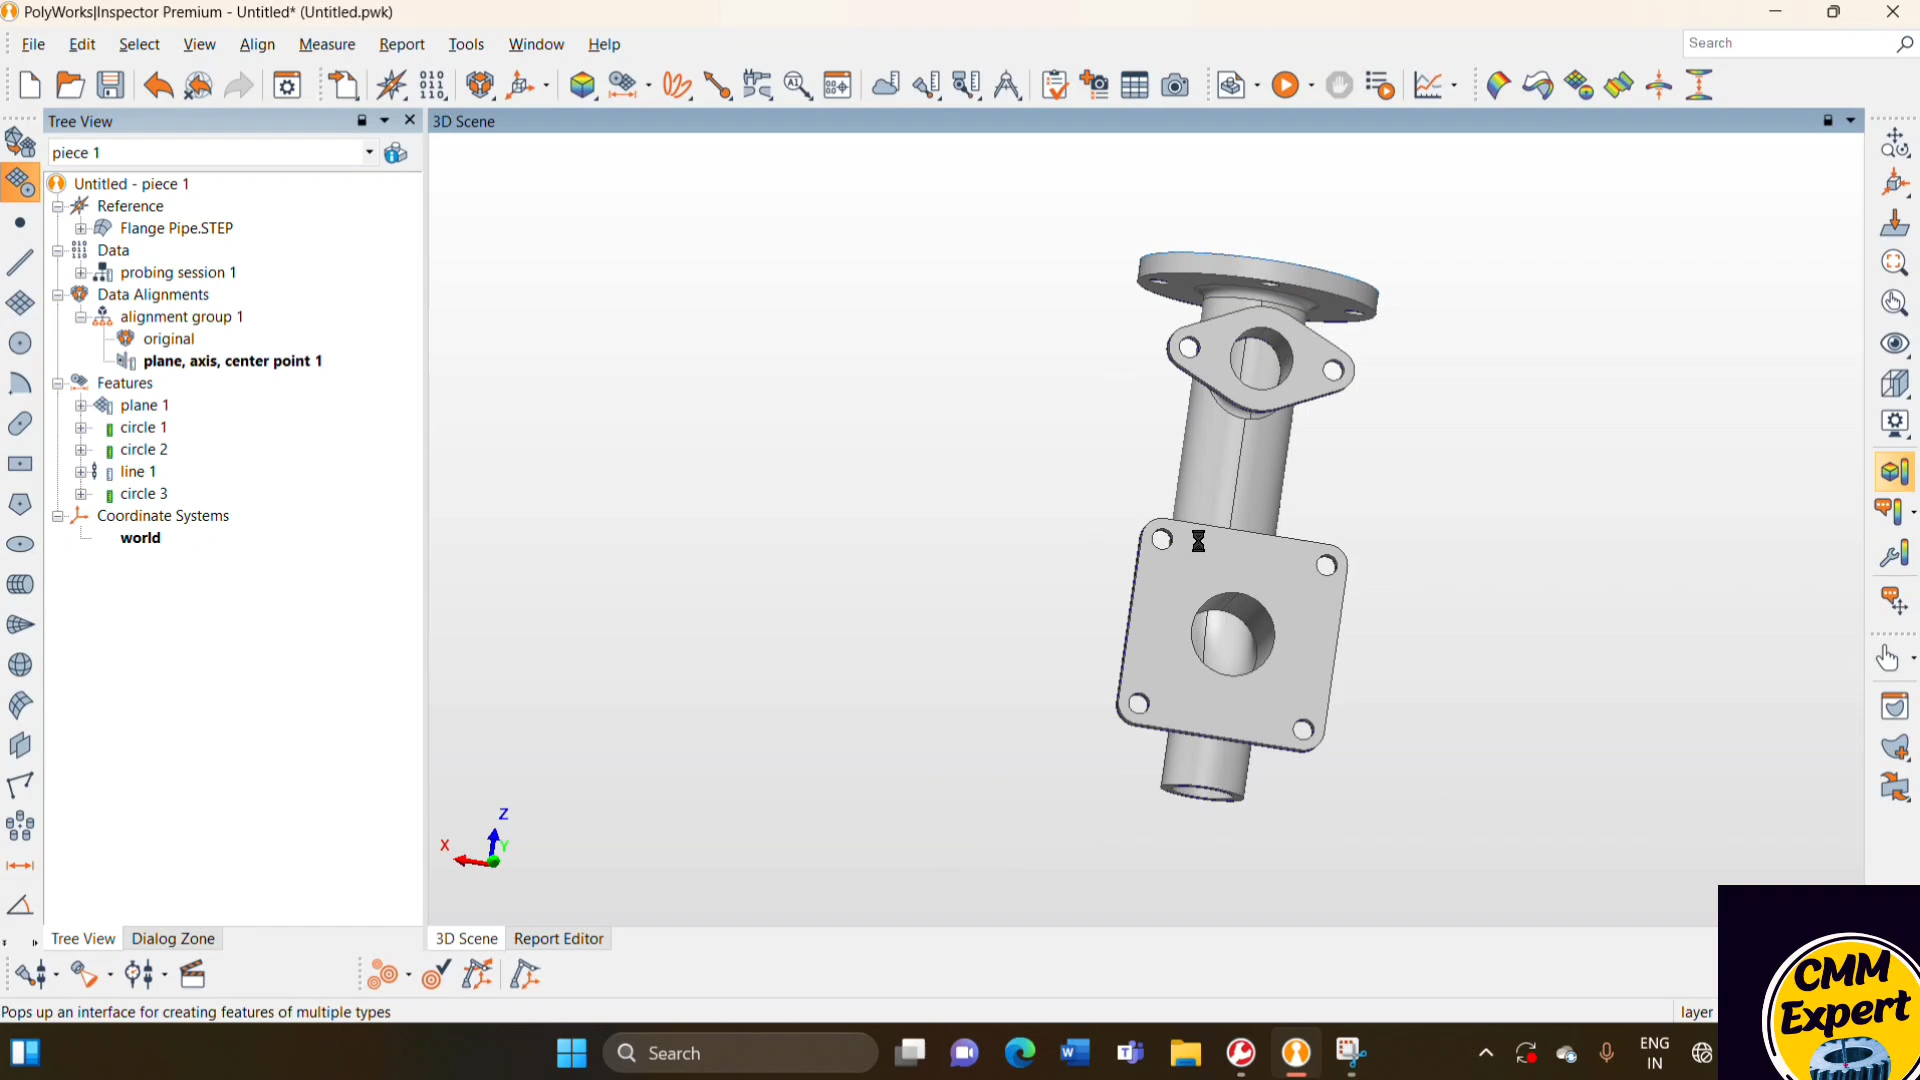 PolyWorks|Inspector Premium - Untitled* (Untitled.pwk)
File Edit Select View Align Measure Report Tools Window Help
Search
Tree View
3D Scene
piece 1
Untitled - piece 1
Reference
Flange Pipe.STEP
Data
probing session 1
Data Alignments
alignment group 1
original
plane, axis, center point 1
Features
plane 1
circle 1
circle 2
line 1
circle 3
Coordinate Systems
world
Z
X
Y
Tree View Dialog Zone
3D Scene Report Editor
Pops up an interface for creating features of multiple types
layer
CMM
Expert
Search
ENG
IN